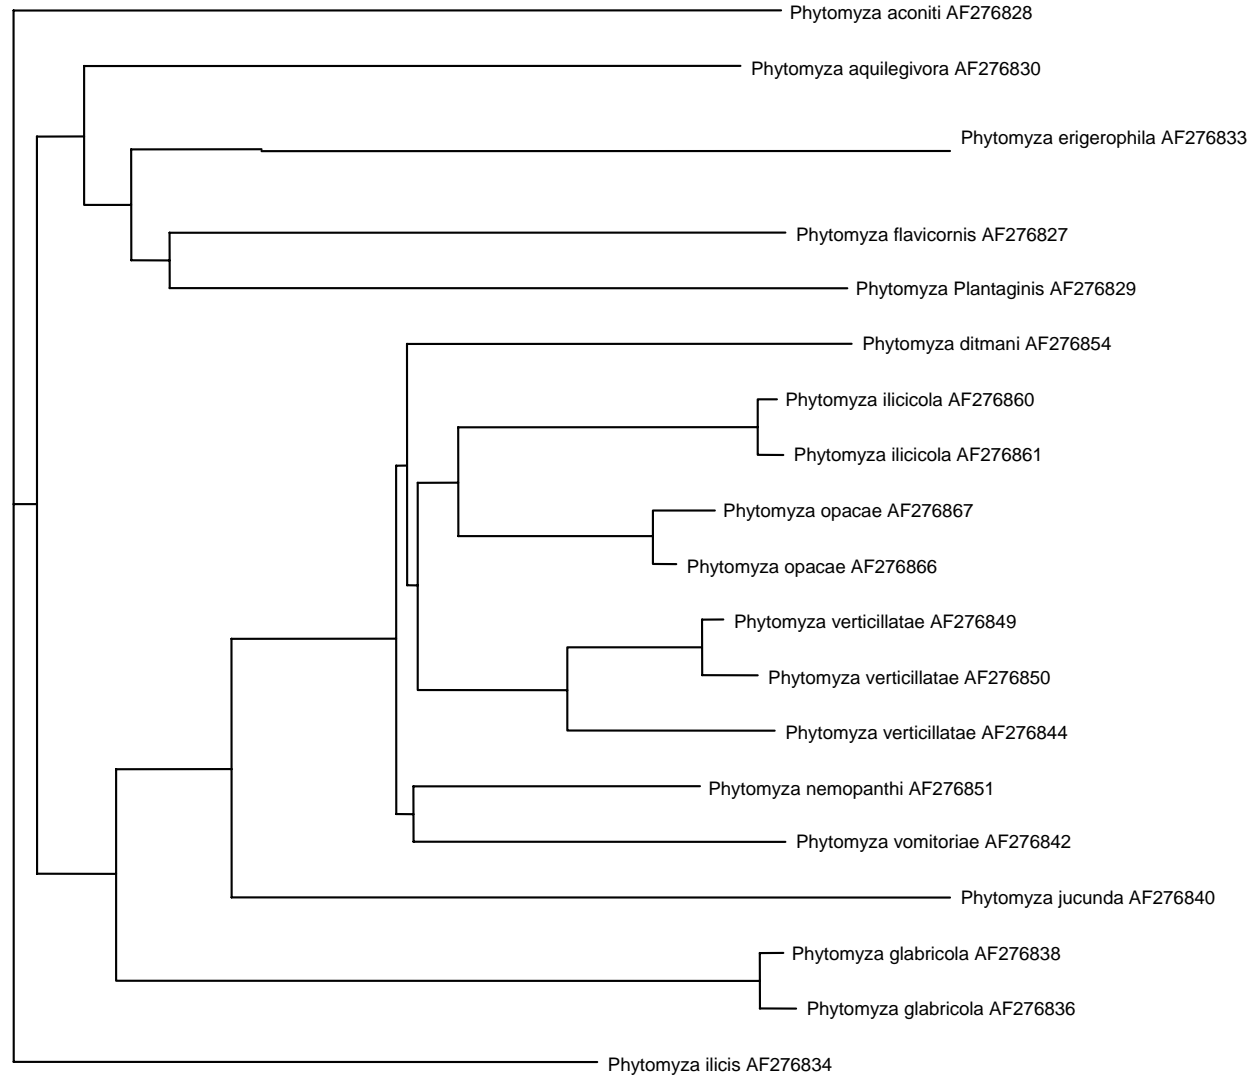 Phytomyza aconiti AF276828
Phytomyza aquilegivora AF276830
Phytomyza erigerophila AF276833
Phytomyza flavicornis AF276827
Phytomyza Plantaginis AF276829
Phytomyza ditmani AF276854
Phytomyza ilicicola AF276860
Phytomyza ilicicola AF276861
Phytomyza opacae AF276867
Phytomyza opacae AF276866
Phytomyza verticillatae AF276849
Phytomyza verticillatae AF276850
Phytomyza verticillatae AF276844
Phytomyza nemopanthi AF276851
Phytomyza vomitoriae AF276842
Phytomyza jucunda AF276840
Phytomyza glabricola AF276838
Phytomyza glabricola AF276836
Phytomyza ilicis AF276834